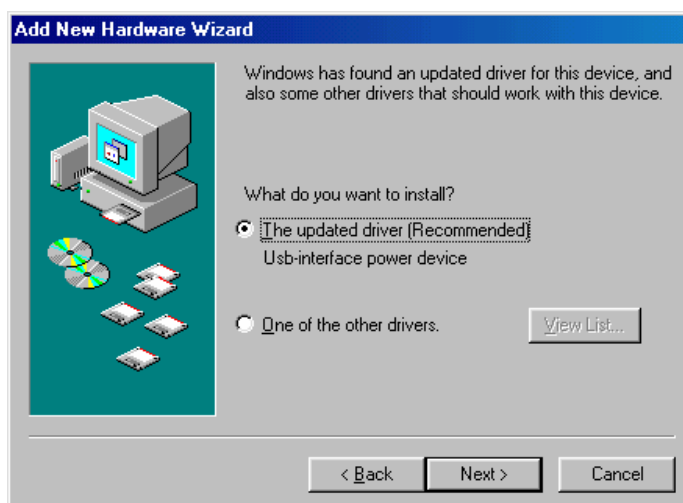 Add New Hardware Wizard
Windows has found an updated driver for this device, and
also some other drivers that should work with this device.
What do you want to install?
The updated driver (Recommended)
Usb-interface power device
One of the other drivers.
View List...
< Back
Next >
Cancel